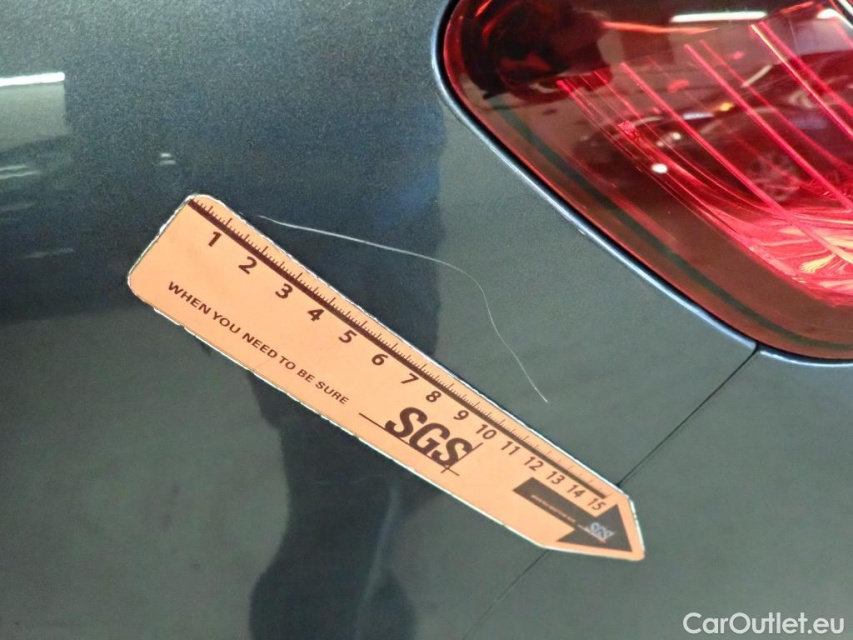 1 2 3 4 5 6 7 8 9 10 11 12 13 14 15
WHEN YOU NEED TO BE SURE
SGS
SGS
CarOutlet.eu